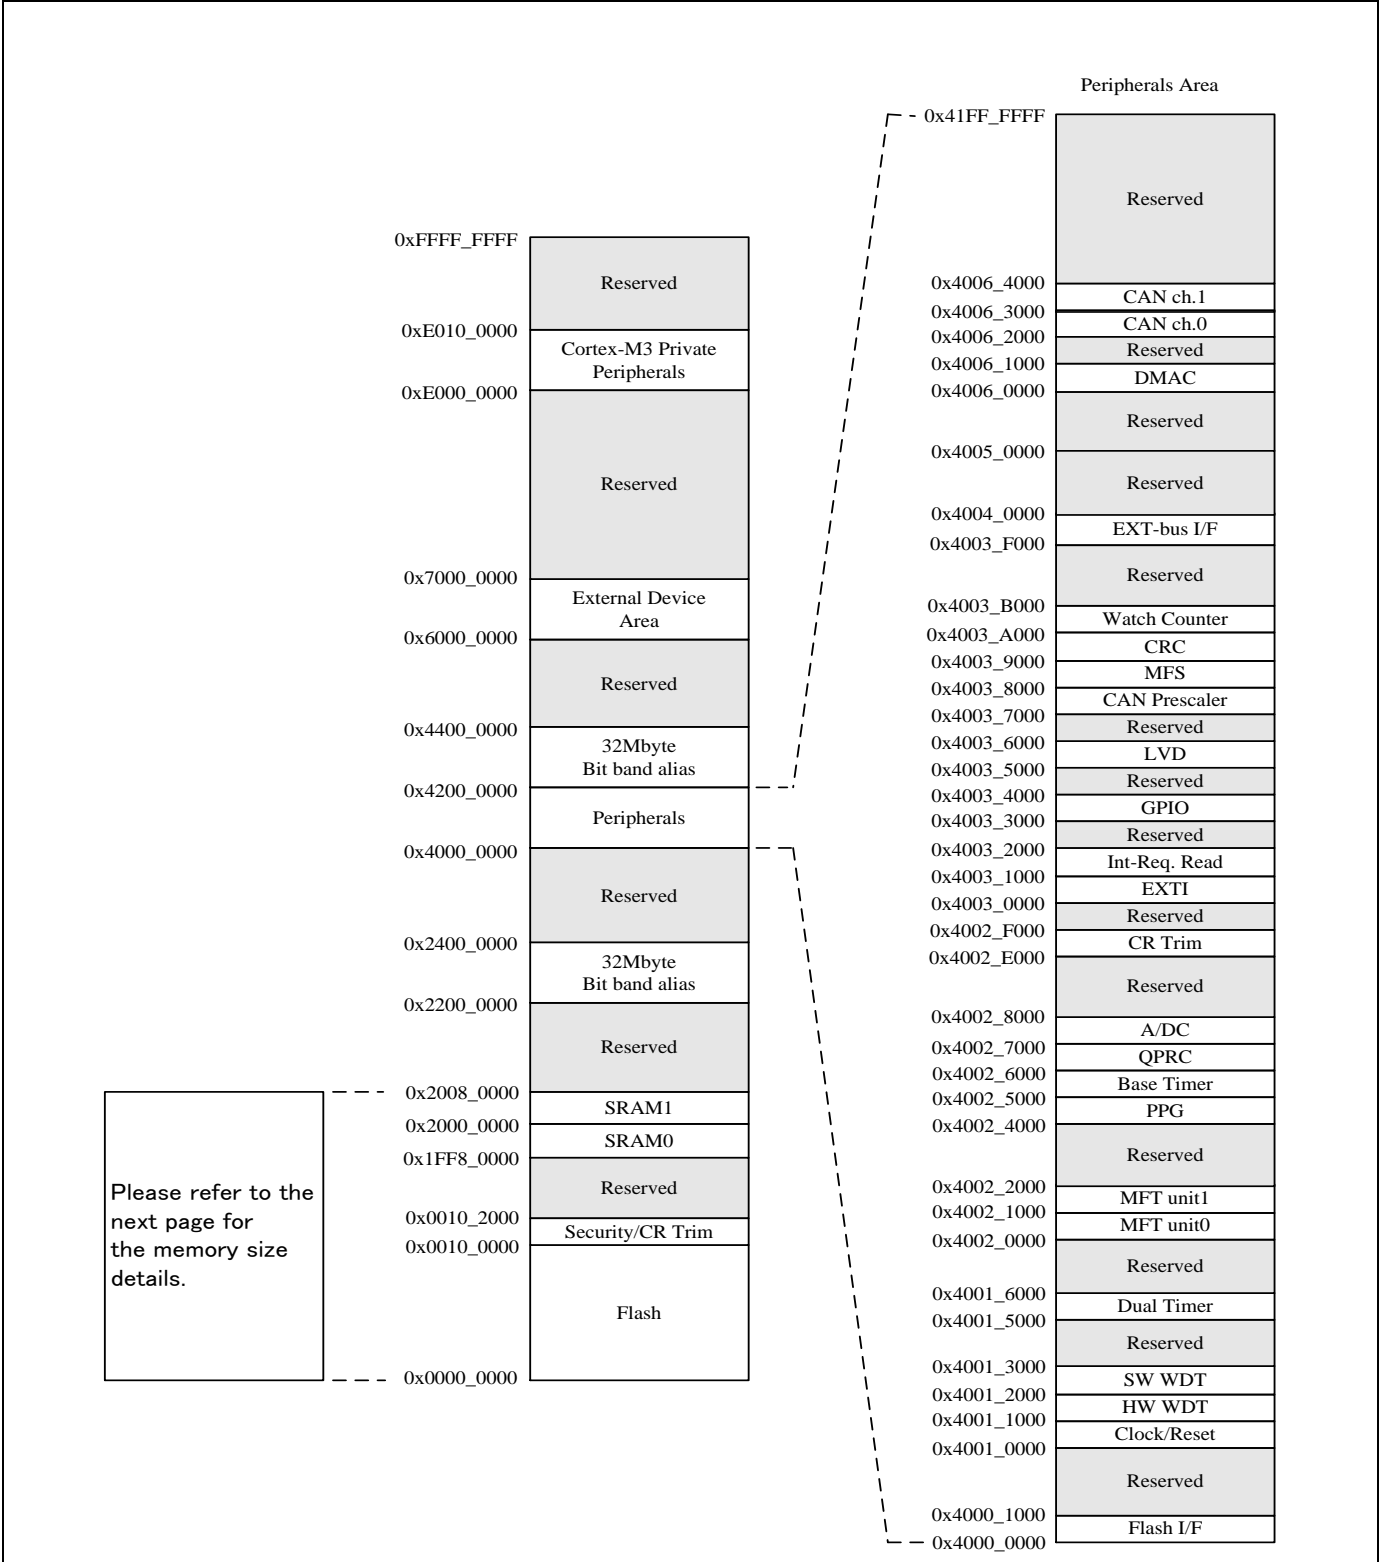 Peripherals Area
0x41FF_FFFF
Reserved
0x4006_4000
CAN ch.1
0x4006_3000
CAN ch.0
0x4006_2000
Reserved
0x4006_1000
DMAC
0x4006_0000
Reserved
0x4005_0000
Reserved
0x4004_0000
EXT-bus I/F
0x4003_F000
Reserved
0x4003_B000
Watch Counter
0x4003_A000
CRC
0x4003_9000
MFS
0x4003_8000
CAN Prescaler
0x4003_7000
Reserved
0x4003_6000
LVD
0x4003_5000
Reserved
0x4003_4000
GPIO
0x4003_3000
Reserved
0x4003_2000
Int-Req. Read
0x4003_1000
EXTI
0x4003_0000
Reserved
0x4002_F000
CR Trim
0x4002_E000
Reserved
0x4002_8000
A/DC
0x4002_7000
QPRC
0x4002_6000
Base Timer
0x4002_5000
PPG
0x4002_4000
Reserved
0x4002_2000
MFT unit1
0x4002_1000
MFT unit0
0x4002_0000
Reserved
0x4001_6000
Dual Timer
0x4001_5000
Reserved
0x4001_3000
SW WDT
0x4001_2000
HW WDT
0x4001_1000
Clock/Reset
0x4001_0000
Reserved
0x4000_1000
Flash I/F
0x4000_0000
0xFFFF_FFFF
Reserved
0xE010_0000
Cortex-M3 Private
Peripherals
0xE000_0000
Reserved
0x7000_0000
External Device
Area
0x6000_0000
Reserved
0x4400_0000
32Mbyte
Bit band alias
0x4200_0000
Peripherals
0x4000_0000
Reserved
0x2400_0000
32Mbyte
Bit band alias
0x2200_0000
Reserved
0x2008_0000
SRAM1
0x2000_0000
SRAM0
0x1FF8_0000
Reserved
0x0010_2000
Security/CR Trim
0x0010_0000
Flash
0x0000_0000
Please refer to the
next page for
the memory size
details.